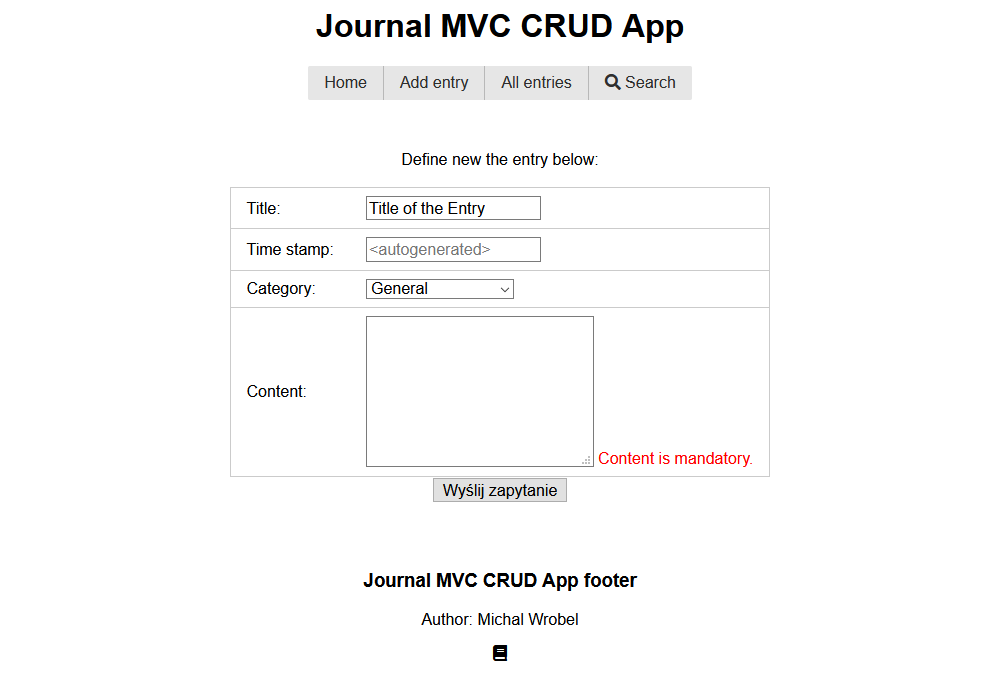 Journal MVC CRUD App
Home Add entry All entries Search
Define new the entry below:
Title: Title of the Entry
Time stamp: <autogenerated>
Category: General
Content:
Content is mandatory.
Wyślij zapytanie
Journal MVC CRUD App footer
Author: Michal Wrobel